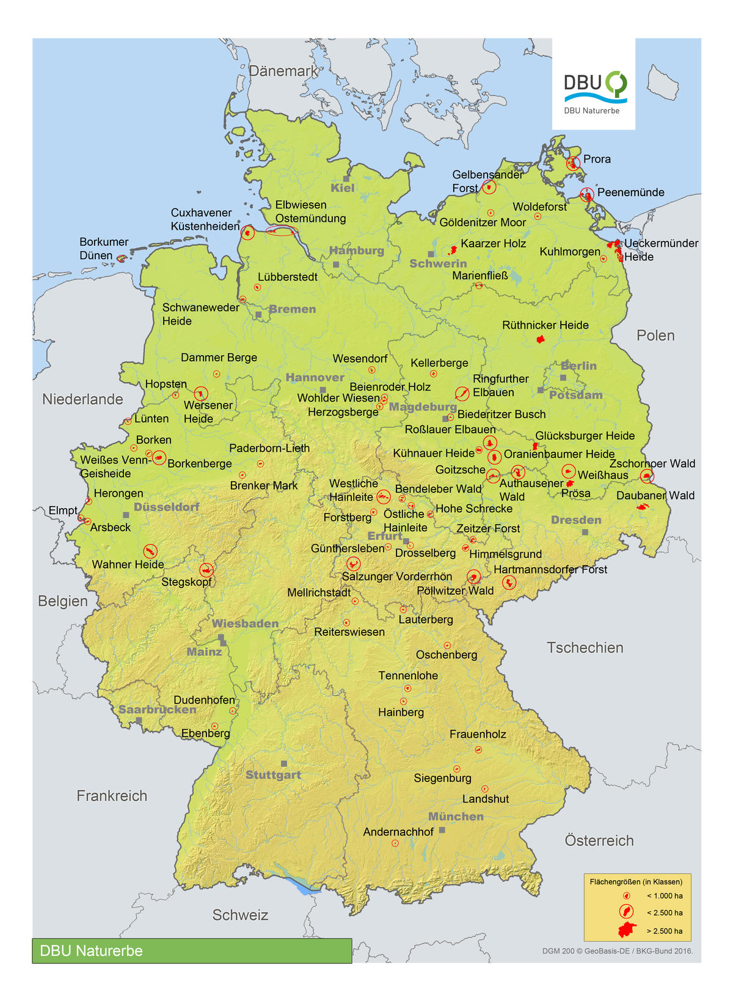 Dänemark
DBU
DBU Naturerbe
Prora
Gelbensander
Forst
Peenemünde
Kiel
Elbwiesen
Ostemündung
Woldeforst
Cuxhavener
Küstenheiden
Göldenitzer Moor
Borkumer
Dünen
Kaarzer Holz
Ueckermünder
Heide
Hamburg
Kuhlmorgen
Schwerin
Lübberstedt
Marienfließ
Schwaneweder
Heide
Bremen
Rüthnicker Heide
Polen
Dammer Berge
Wesendorf
Kellerberge
Berlin
Hannover
Ringfurther
Elbauen
Hopsten
Beienroder Holz
Potsdam
Niederlande
Wohlder Wiesen
Wersener
Heide
Magdeburg
Herzogsberge
Biederitzer Busch
Lünten
Roßlauer Elbauen
Glücksburger Heide
Borken
Paderborn-Lieth
Kühnauer Heide
Oranienbaumer Heide
Weißes Venn-
Geisheide
Borkenberge
Zschornoer Wald
Goitzsche
Weißhaus
Brenker Mark
Westliche
Hainleite
Bendeleber Wald
Authausener
Wald
Prösa
Herongen
Daubaner Wald
Elmpt
Düsseldorf
Forstberg
Östliche
Hainleite
Hohe Schrecke
Dresden
Arsbeck
Zeitzer Forst
Erfurt
Günthersleben
Drosselberg
Himmelsgrund
Wahner Heide
Hartmannsdorfer Forst
Stegskopf
Salzunger Vorderrhön
Pöllwitzer Wald
Mellrichstadt
Belgien
Lauterberg
Wiesbaden
Reiterswiesen
Mainz
Tschechien
Oschenberg
Tennenlohe
Dudenhofen
Saarbrücken
Hainberg
Ebenberg
Frauenholz
Stuttgart
Siegenburg
Frankreich
Landshut
München
Andernachhof
Österreich
Flächengrößen (in Klassen)
< 1.000 ha
< 2.500 ha
> 2.500 ha
Schweiz
DBU Naturerbe
DGM 200 © GeoBasis-DE / BKG-Bund 2016.